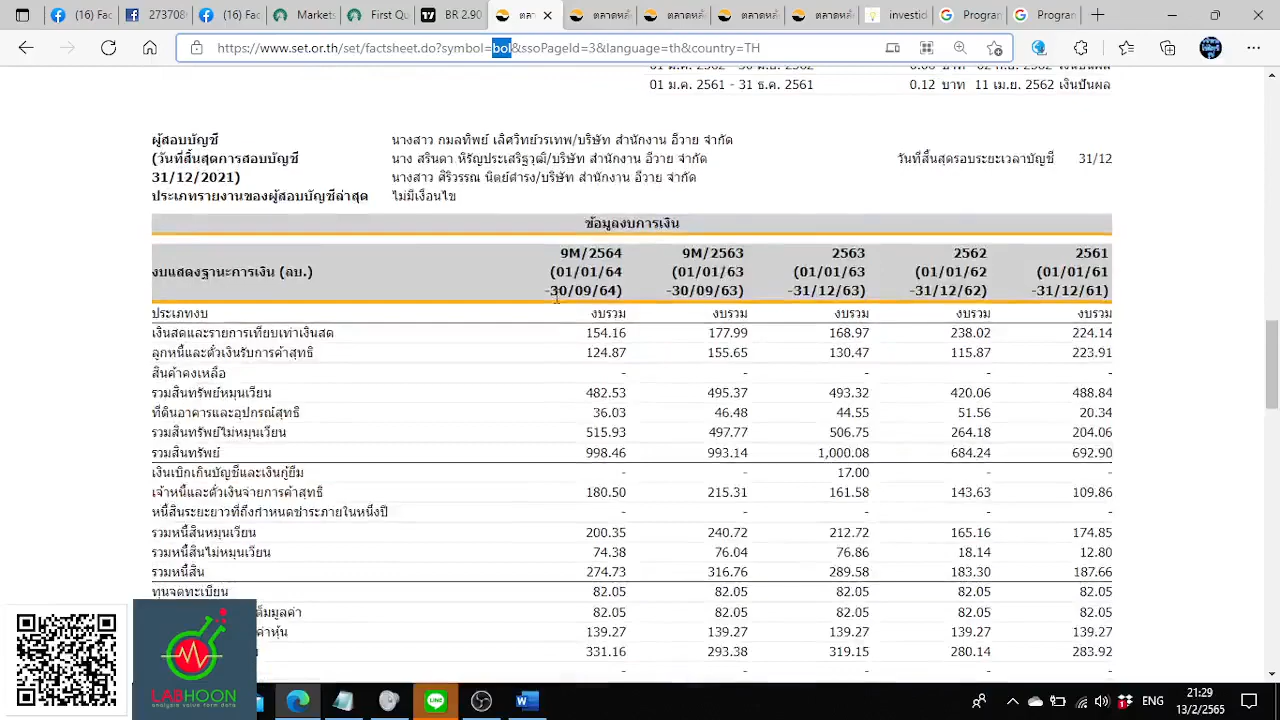 (16) Fac
273708
การเงิน
Markets
ก้าวต่อไ
BR 2.90
investid
Google
Google
https://www.set.or.th/set/factsheet.do?symbol=bol&ssoPageId=3&language=th&country=TH
01 ม.ค. 2561 - 31 ธ.ค. 2561 0.12 บาท 11 เม.ย. 2562 เงินปันผล
ผู้สอบบัญชี นางสาว กมลทิพย์ เลิศวิทย์วรเทพ/บริษัท สำนักงาน อีวาย จำกัด
(วันที่สิ้นสุดการสอบบัญชี นาง สรินดา หิรัญประเสริฐวุฒิ/บริษัท สำนักงาน อีวาย จำกัด วันที่สิ้นสุดรอบระยะเวลาบัญชี 31/12
31/12/2021) นางสาว ศิริวรรณ นิตย์ดำรง/บริษัท สำนักงาน อีวาย จำกัด
ประเภทรายงานของผู้สอบบัญชีล่าสุด ไม่มีเงื่อนไข
ข้อมูลงบการเงิน
9M/2564 9M/2563 2563 2562 2561
งบแสดงฐานะการเงิน (ลบ.) (01/01/64 (01/01/63 (01/01/63 (01/01/62 (01/01/61
-30/09/64) -30/09/63) -31/12/63) -31/12/62) -31/12/61)
ประเภทงบ งบรวม งบรวม งบรวม งบรวม งบรวม
เงินสดและรายการเทียบเท่าเงินสด 154.16 177.99 168.97 238.02 224.14
ลูกหนี้และตั๋วเงินรับการค้าสุทธิ 124.87 155.65 130.47 115.87 223.91
สินค้าคงเหลือ - - - - -
รวมสินทรัพย์หมุนเวียน 482.53 495.37 493.32 420.06 488.84
ที่ดินอาคารและอุปกรณ์สุทธิ 36.03 46.48 44.55 51.56 20.34
รวมสินทรัพย์ไม่หมุนเวียน 515.93 497.77 506.75 264.18 204.06
รวมสินทรัพย์ 998.46 993.14 1,000.08 684.24 692.90
เงินเบิกเกินบัญชีและเงินกู้ยืม - - 17.00 - -
เจ้าหนี้และตั๋วเงินจ่ายการค้าสุทธิ 180.50 215.31 161.58 143.63 109.86
หนี้สินระยะยาวที่ถึงกำหนดชำระภายในหนึ่งปี - - - - -
รวมหนี้สินหมุนเวียน 200.35 240.72 212.72 165.16 174.85
รวมหนี้สินไม่หมุนเวียน 74.38 76.04 76.86 18.14 12.80
รวมหนี้สิน 274.73 316.76 289.58 183.30 187.66
ทุนจดทะเบียน 82.05 82.05 82.05 82.05 82.05
็มมูลค่า 82.05 82.05 82.05 82.05 82.05
่าหุ้น 139.27 139.27 139.27 139.27 139.27
331.16 293.38 319.15 280.14 283.92
LABHOON
analysis solve form data
ENG
21:29
13/2/2565